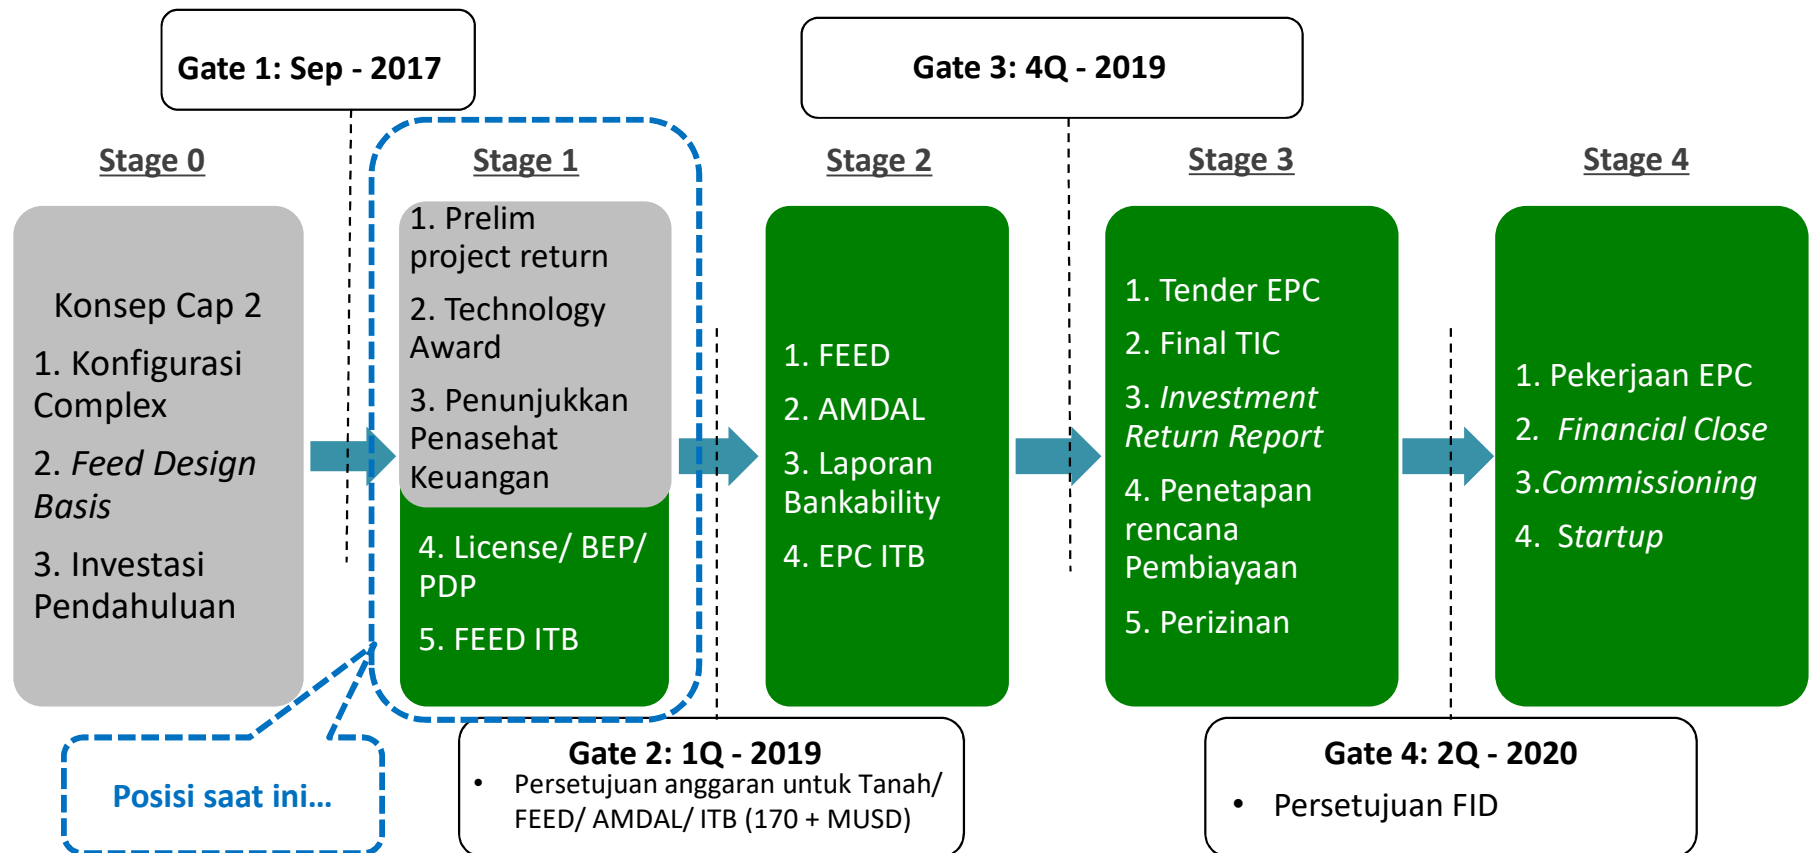 Gate 1: Sep - 2017
Gate 3: 4Q - 2019
Stage 0
Stage 1
Stage 2
Stage 3
Stage 4
Konsep Cap 2
1. Konfigurasi
Complex
2. Feed Design
Basis
3. Investasi
Pendahuluan
1. Prelim
project return
2. Technology
Award
3. Penunjukkan
Penasehat
Keuangan
4. License/ BEP/
PDP
5. FEED ITB
1. FEED
2. AMDAL
3. Laporan
Bankability
4. EPC ITB
1. Tender EPC
2. Final TIC
3. Investment
Return Report
4. Penetapan
rencana
Pembiayaan
5. Perizinan
1. Pekerjaan EPC
2. Financial Close
3.Commissioning
4. Startup
Posisi saat ini...
Gate 2: 1Q - 2019
• Persetujuan anggaran untuk Tanah/
FEED/ AMDAL/ ITB (170 + MUSD)
Gate 4: 2Q - 2020
• Persetujuan FID